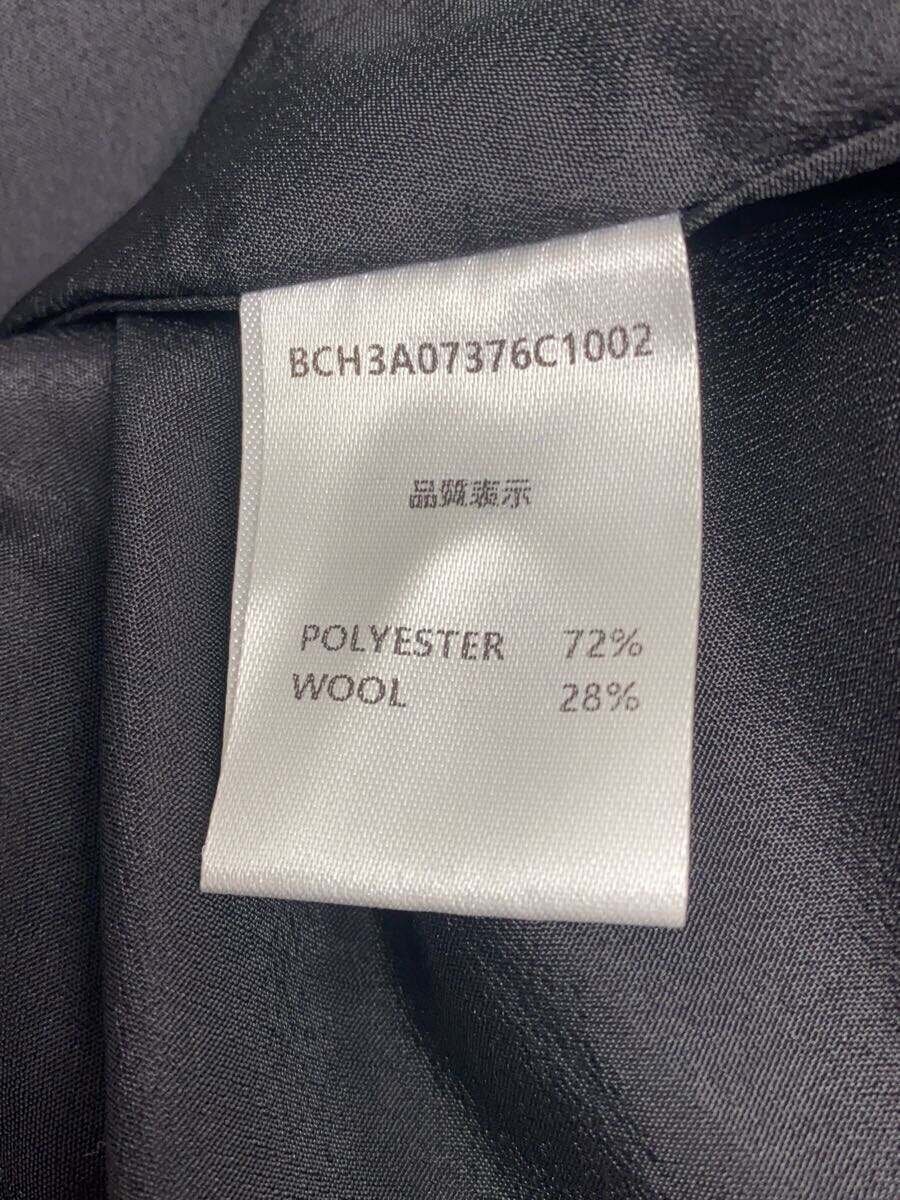 BCH3A07376C1002
品質表示
POLYESTER 72%
WOOL 28%